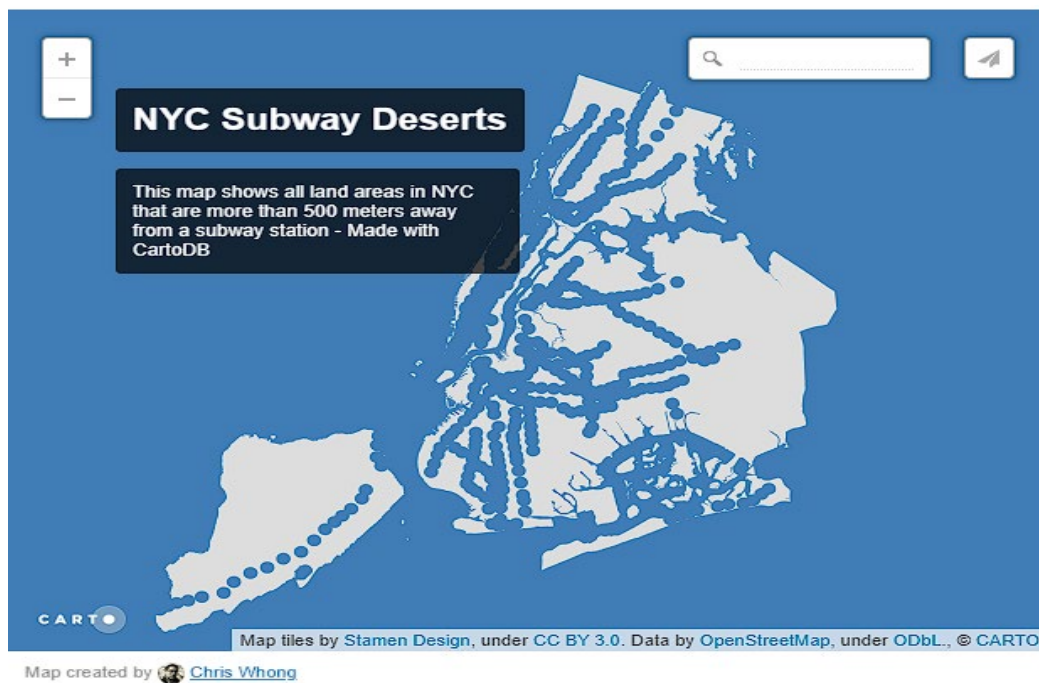 NYC Subway Deserts
This map shows all land areas in NYC
that are more than 500 meters away
from a subway station - Made with
CartoDB
CARTO
Map tiles by Stamen Design, under CC BY 3.0. Data by OpenStreetMap, under ODbL., © CARTO
Map created by Chris Whong